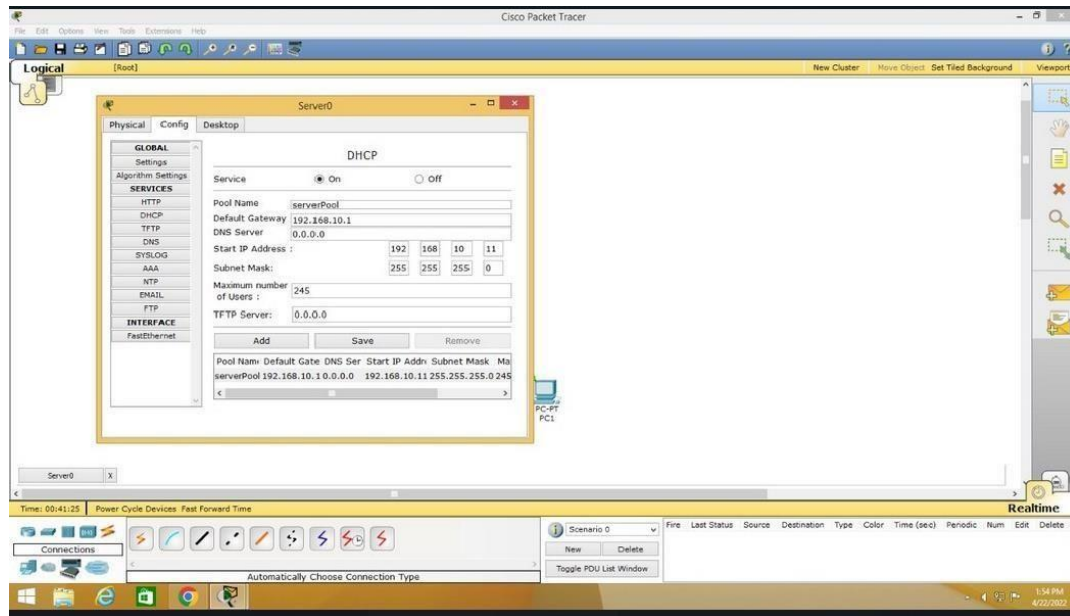 Cisco Packet Tracer
File Edit Options View Tools Extensions Help
Logical [Root] New Cluster Move Object Set Tiled Background Viewport
Server0
Physical Config Desktop
GLOBAL
Settings
Algorithm Settings
SERVICES
HTTP
DHCP
TFTP
DNS
SYSLOG
AAA
NTP
EMAIL
FTP
INTERFACE
FastEthernet
DHCP
Service On Off
Pool Name serverPool
Default Gateway 192.168.10.1
DNS Server 0.0.0.0
Start IP Address : 192 168 10 11
Subnet Mask: 255 255 255 0
Maximum number
of Users : 245
TFTP Server: 0.0.0.0
Add Save Remove
Pool Nam Default Gate DNS Ser Start IP Addr Subnet Mask Ma
serverPool 192.168.10.1 0.0.0.0 192.168.10.11 255.255.255.0 245
PC-PT
PC1
Server0 X
Time: 00:41:25 Power Cycle Devices Fast Forward Time Realtime
Connections
Automatically Choose Connection Type
Scenario 0
New Delete
Toggle PDU List Window
Fire Last Status Source Destination Type Color Time (sec) Periodic Num Edit Delete
1:54 PM
4/22/2022